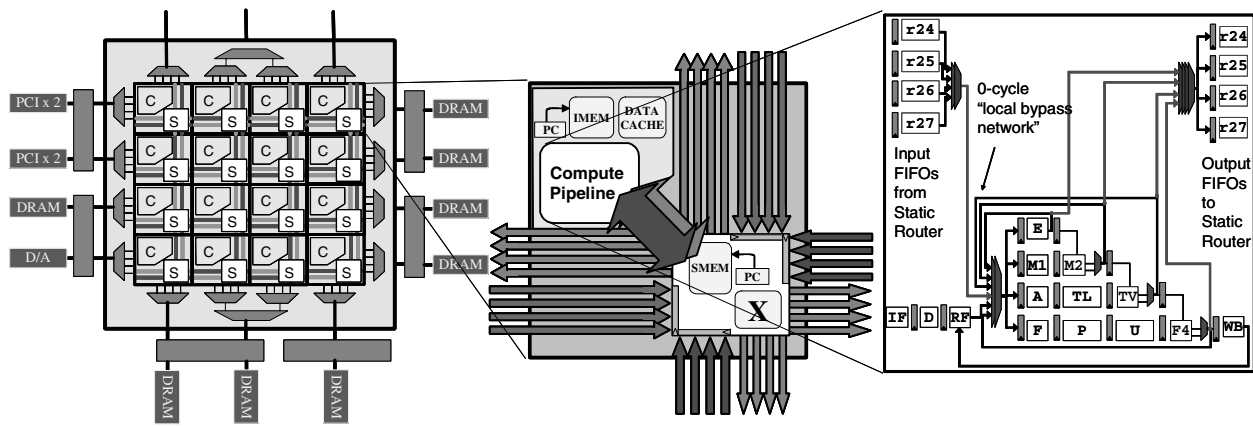 PCI x 2
PCI x 2
DRAM
D/A
C
S
C
S
C
S
C
S
C
S
C
S
C
S
C
S
C
S
C
S
C
S
C
S
C
S
C
S
C
S
C
S
DRAM
DRAM
DRAM
DRAM
DRAM
DRAM
DRAM
PC
IMEM
DATA
CACHE
Compute
Pipeline
SMEM
PC
X
r24
r25
r26
r27
Input
FIFOs
from
Static
Router
0-cycle
“local bypass
network”
r24
r25
r26
r27
Output
FIFOs
to
Static
Router
E
M1
M2
A
TL
TV
IF
D
RF
F
P
U
F4
WB